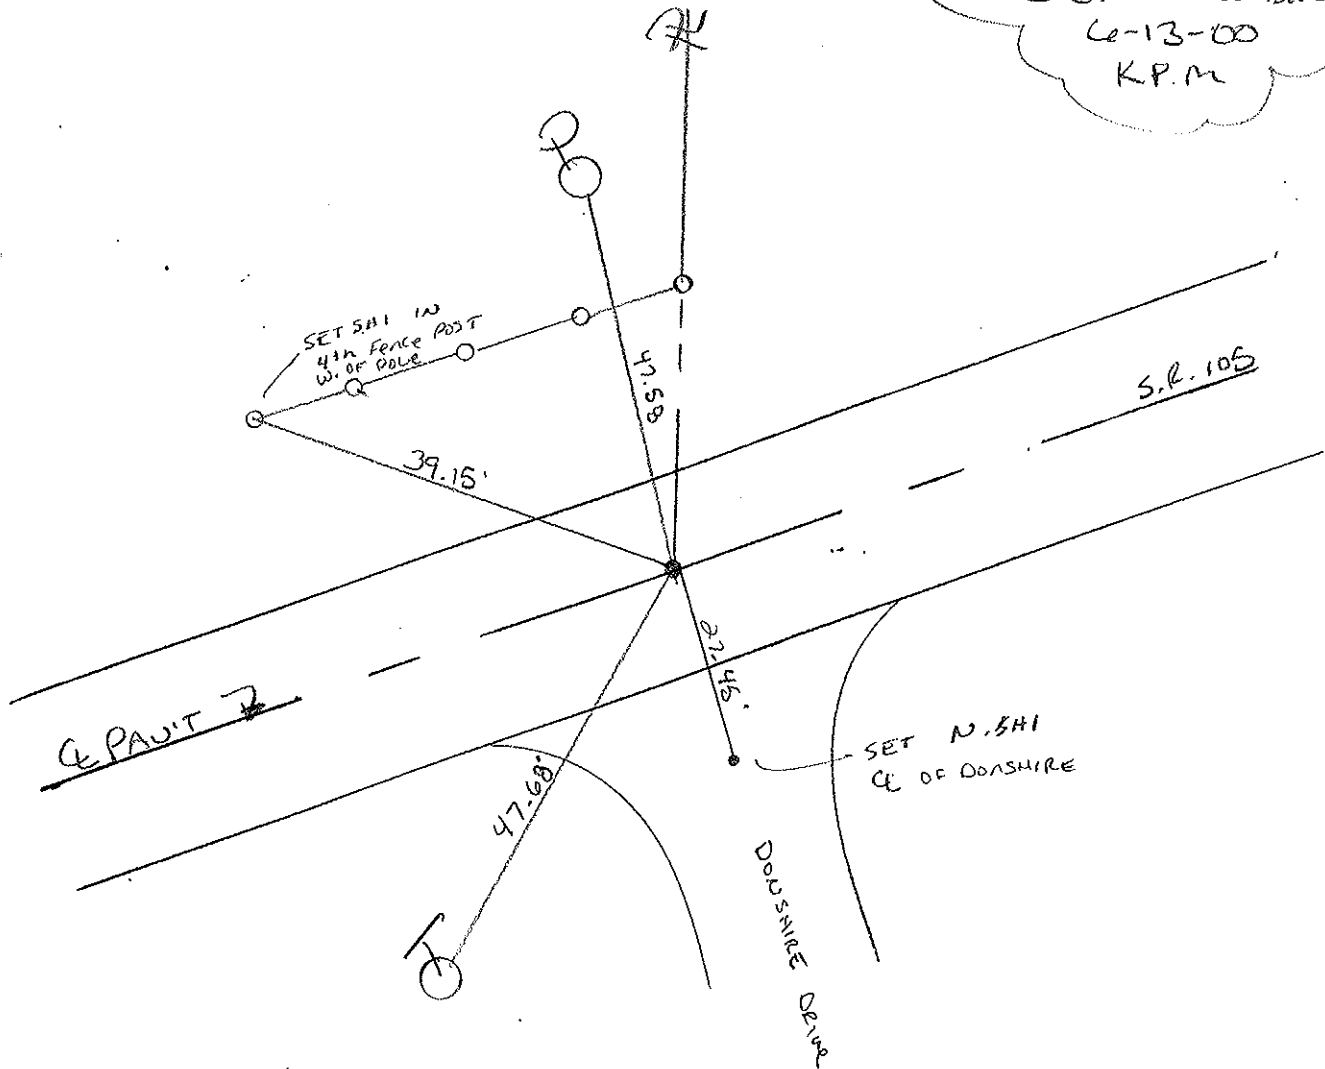 6-13-00
K.P.M
SET SHI IN
4th Fence POST
W. OF POLE
47.58
39.15'
S.R. 105
27.45'
℄ PAV'T
SET N. SHI
℄ OF DONSHIRE
47.68'
DONSHIRE DRIVE